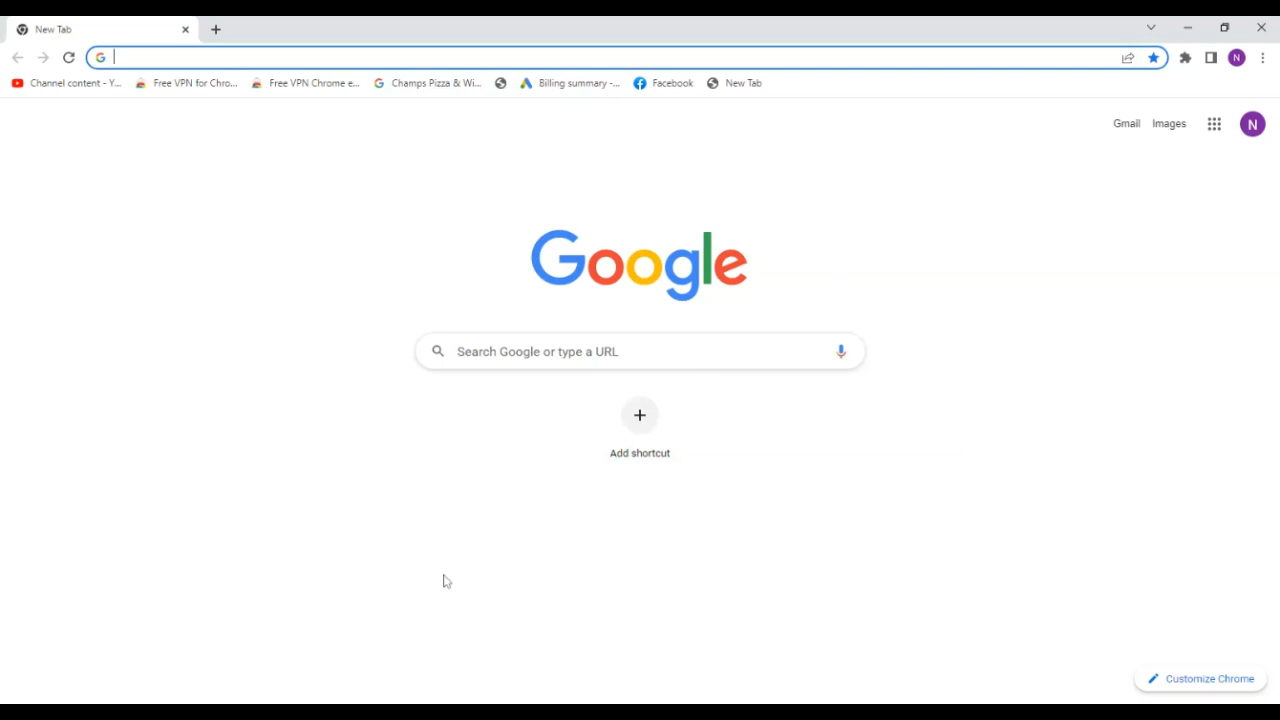 New Tab
Channel content - Y...
Free VPN for Chro...
Free VPN Chrome e...
Champs Pizza & Wi...
Billing summary -...
Facebook
New Tab
Gmail
Images
N
N
Google
Search Google or type a URL
Add shortcut
Customize Chrome